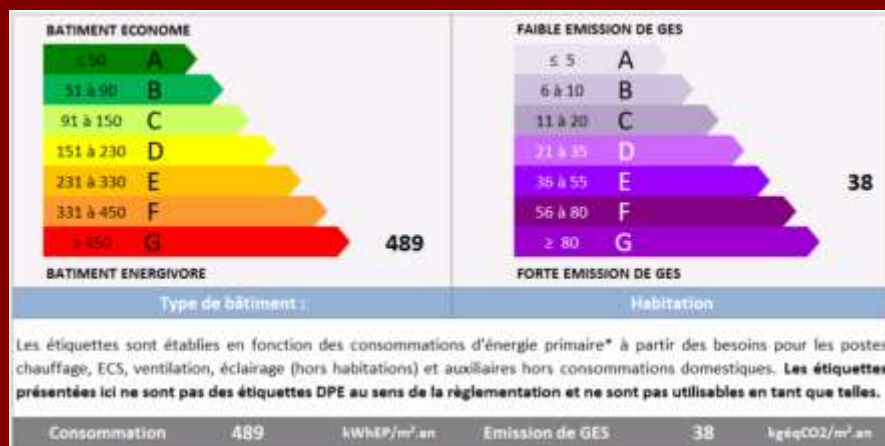 BATIMENT ECONOME
≤ 50 A
51 à 90 B
91 à 150 C
151 à 230 D
231 à 330 E
331 à 450 F
≥ 450 G
489
BATIMENT ENERGIVORE
FAIBLE EMISSION DE GES
≤ 5 A
6 à 10 B
11 à 20 C
21 à 35 D
36 à 55 E
38
56 à 80 F
≥ 80 G
FORTE EMISSION DE GES
Type de bâtiment : Habitation
Les étiquettes sont établies en fonction des consommations d'énergie primaire* à partir des besoins pour les postes
chauffage, ECS, ventilation, éclairage (hors habitations) et auxiliaires hors consommations domestiques. Les étiquettes
présentées ici ne sont pas des étiquettes DPE au sens de la règlementation et ne sont pas utilisables en tant que telles.
Consommation 489 kWhEP/m².an Emission de GES 38 kgéqCO2/m².an